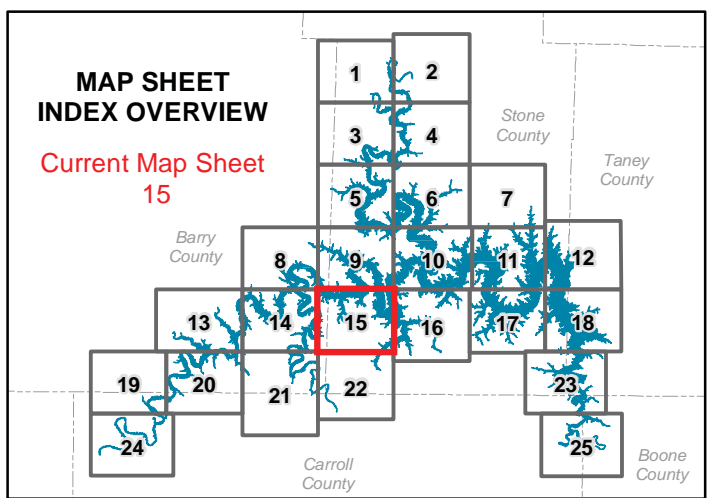 MAP SHEET
INDEX OVERVIEW
Current Map Sheet
15
1
2
Stone
County
3
4
Taney
County
5
6
7
Barry
County
8
9
10
11
12
13
14
15
16
17
18
19
20
21
22
23
24
25
Carroll
County
Boone
County